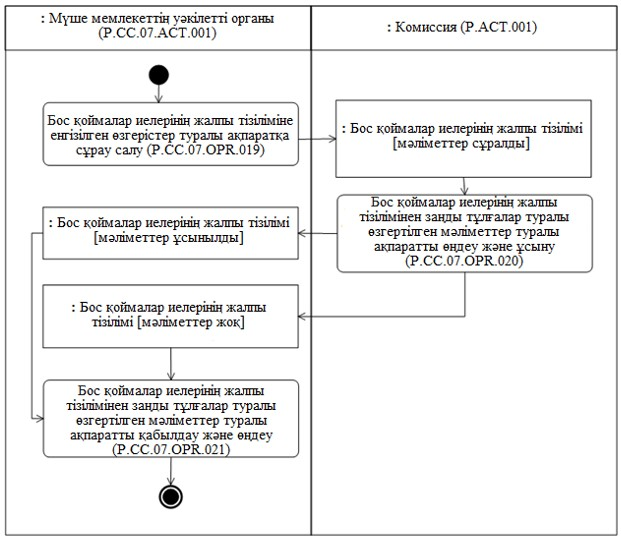 : Мүше мемлекеттің уәкілетті органы
(P.CC.07.ACT.001)
: Комиссия (P.ACT.001)
Бос қоймалар иелерінің жалпы тізіліміне
енгізілген өзгерістер туралы ақпаратқа
сұрау салу (P.CC.07.OPR.019)
: Бос қоймалар иелерінің жалпы тізілімі
[мәліметтер сұралды]
Бос қоймалар иелерінің жалпы
тізілімінен заңды тұлғалар туралы
өзгертілген мәліметтер туралы
ақпаратты өңдеу және ұсыну
(P.CC.07.OPR.020)
: Бос қоймалар иелерінің жалпы тізілімі
[мәліметтер ұсынылды]
: Бос қоймалар иелерінің жалпы
тізілімі [мәліметтер жоқ]
Бос қоймалар иелерінің жалпы
тізілімінен заңды тұлғалар туралы
өзгертілген мәліметтер туралы
ақпаратты қабылдау және өңдеу
(P.CC.07.OPR.021)